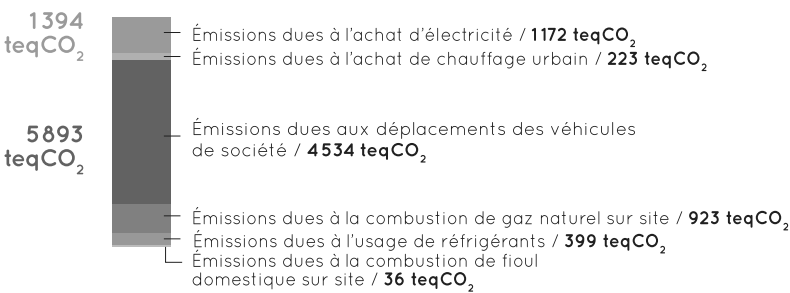 1394
teqCO2
Émissions dues à l'achat d'électricité / 1172 teqCO2
Émissions dues à l'achat de chauffage urbain / 223 teqCO2
5893
teqCO2
Émissions dues aux déplacements des véhicules
de société / 4534 teqCO2
Émissions dues à la combustion de gaz naturel sur site / 923 teqCO2
Émissions dues à l'usage de réfrigérants / 399 teqCO2
Émissions dues à la combustion de fioul
domestique sur site / 36 teqCO2